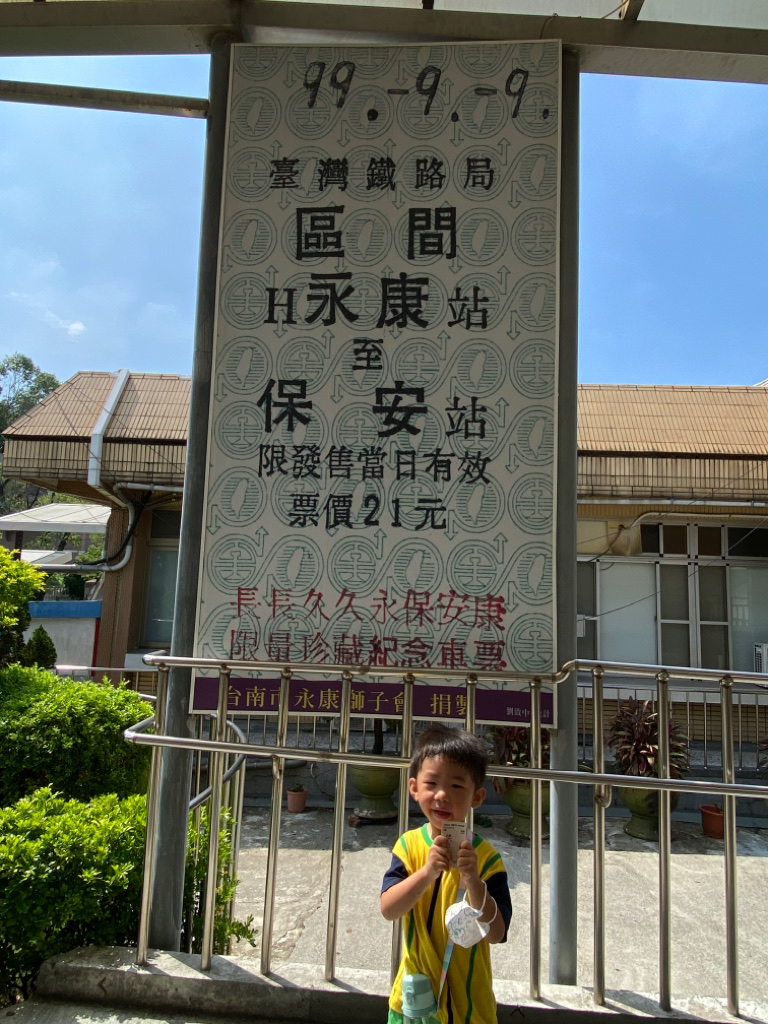 99.-9.-9.
臺灣鐵路局
區間
H永康站
至
保安站
限發售當日有效
票價21元
長長久久永保安康
限量珍藏紀念車票
台南市永康獅子會 捐製